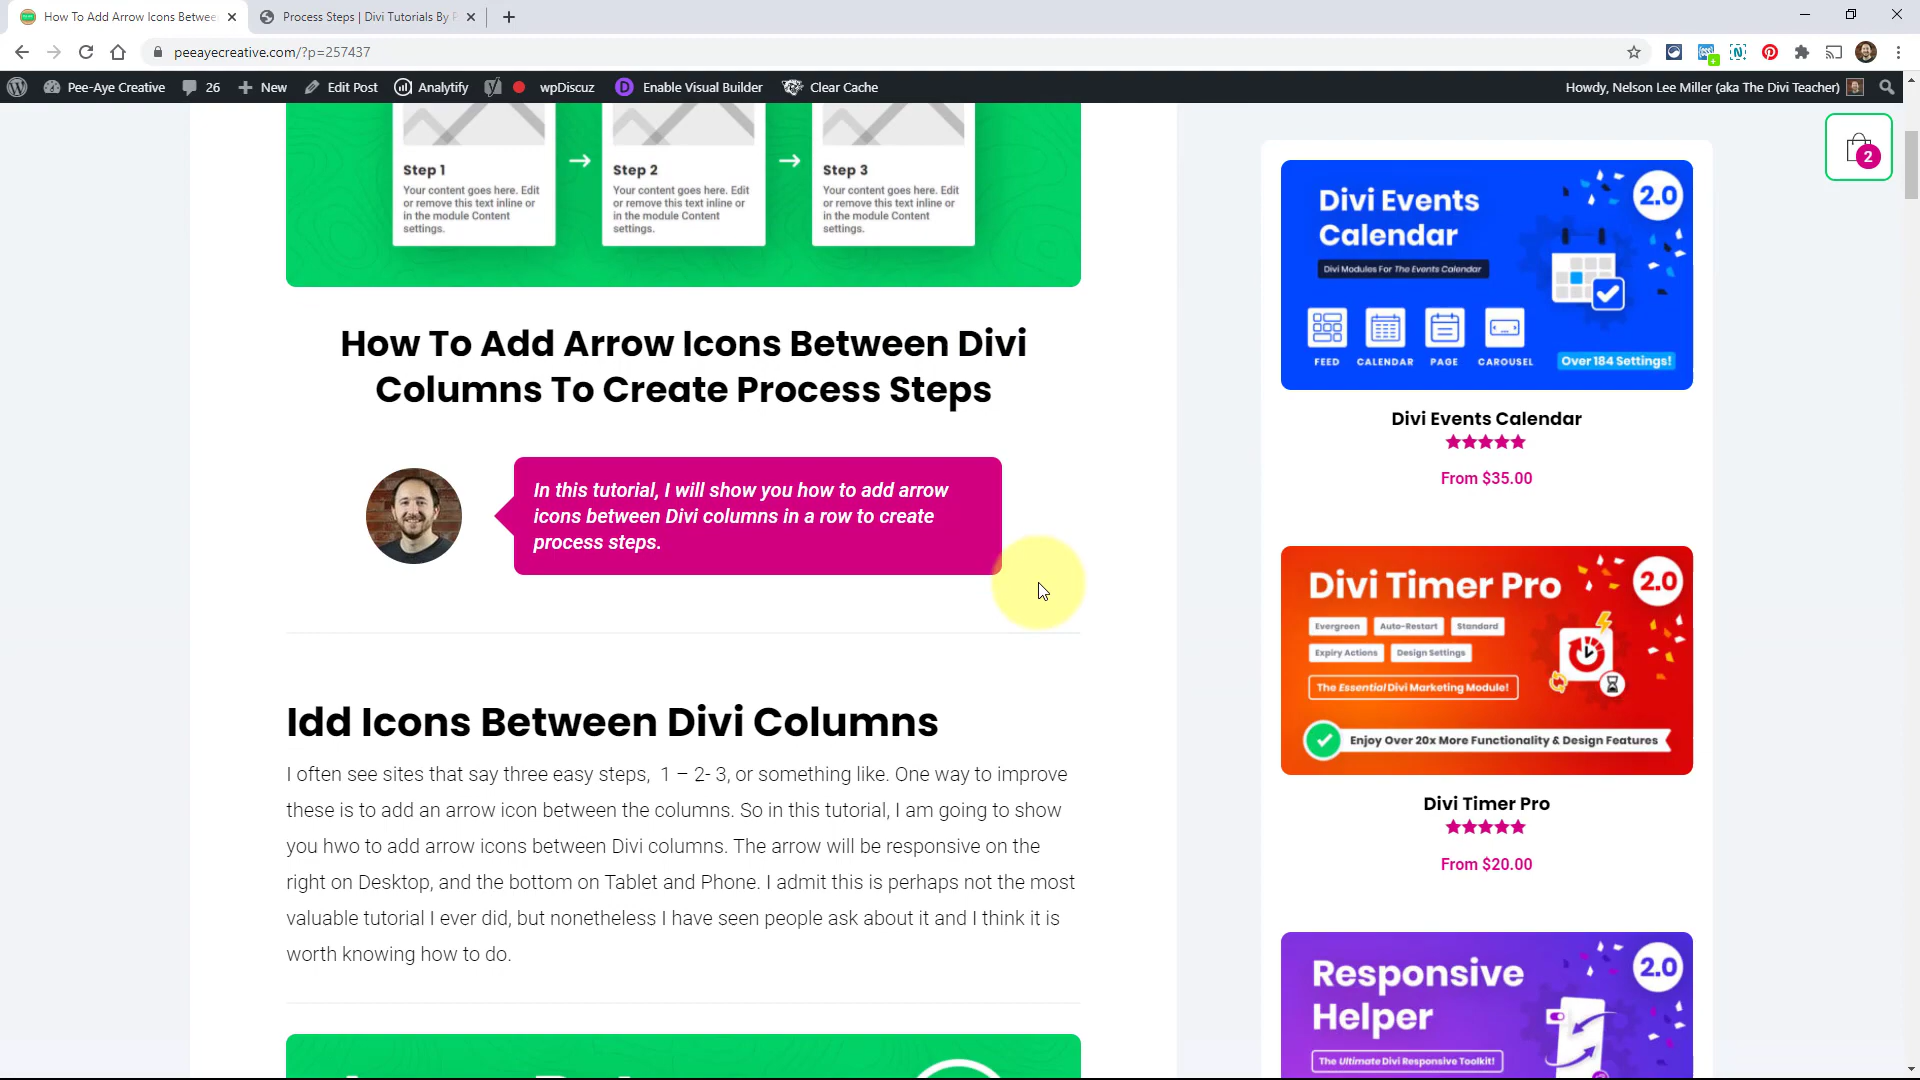 How To Add Arrow Icons Betwee
Process Steps | Divi Tutorials By P
peeayecreative.com/?p=257437
Pee-Aye Creative
26
New
Edit Post
Analytify
wpDiscuz
Enable Visual Builder
Clear Cache
Howdy, Nelson Lee Miller (aka The Divi Teacher)
2
Step 1
Your content goes here. Edit
or remove this text inline or
in the module Content
settings.
Step 2
Your content goes here. Edit
or remove this text inline or
in the module Content
settings.
Step 3
Your content goes here. Edit
or remove this text inline or
in the module Content
settings.
How To Add Arrow Icons Between Divi
Columns To Create Process Steps
In this tutorial, I will show you how to add arrow
icons between Divi columns in a row to create
process steps.
Idd Icons Between Divi Columns
I often see sites that say three easy steps,  1 – 2- 3, or something like. One way to improve
these is to add an arrow icon between the columns. So in this tutorial, I am going to show
you hwo to add arrow icons between Divi columns. The arrow will be responsive on the
right on Desktop, and the bottom on Tablet and Phone. I admit this is perhaps not the most
valuable tutorial I ever did, but nonetheless I have seen people ask about it and I think it is
worth knowing how to do.
Divi Events
Calendar
2.0
Divi Modules For The Events Calendar
FEED
CALENDAR
PAGE
CAROUSEL
Over 184 Settings!
Divi Events Calendar
From $35.00
Divi Timer Pro
2.0
Evergreen
Auto-Restart
Standard
Expiry Actions
Design Settings
The Essential Divi Marketing Module!
Enjoy Over 20x More Functionality & Design Features
Divi Timer Pro
From $20.00
Responsive
Helper
2.0
The Ultimate Divi Responsive Toolkit!